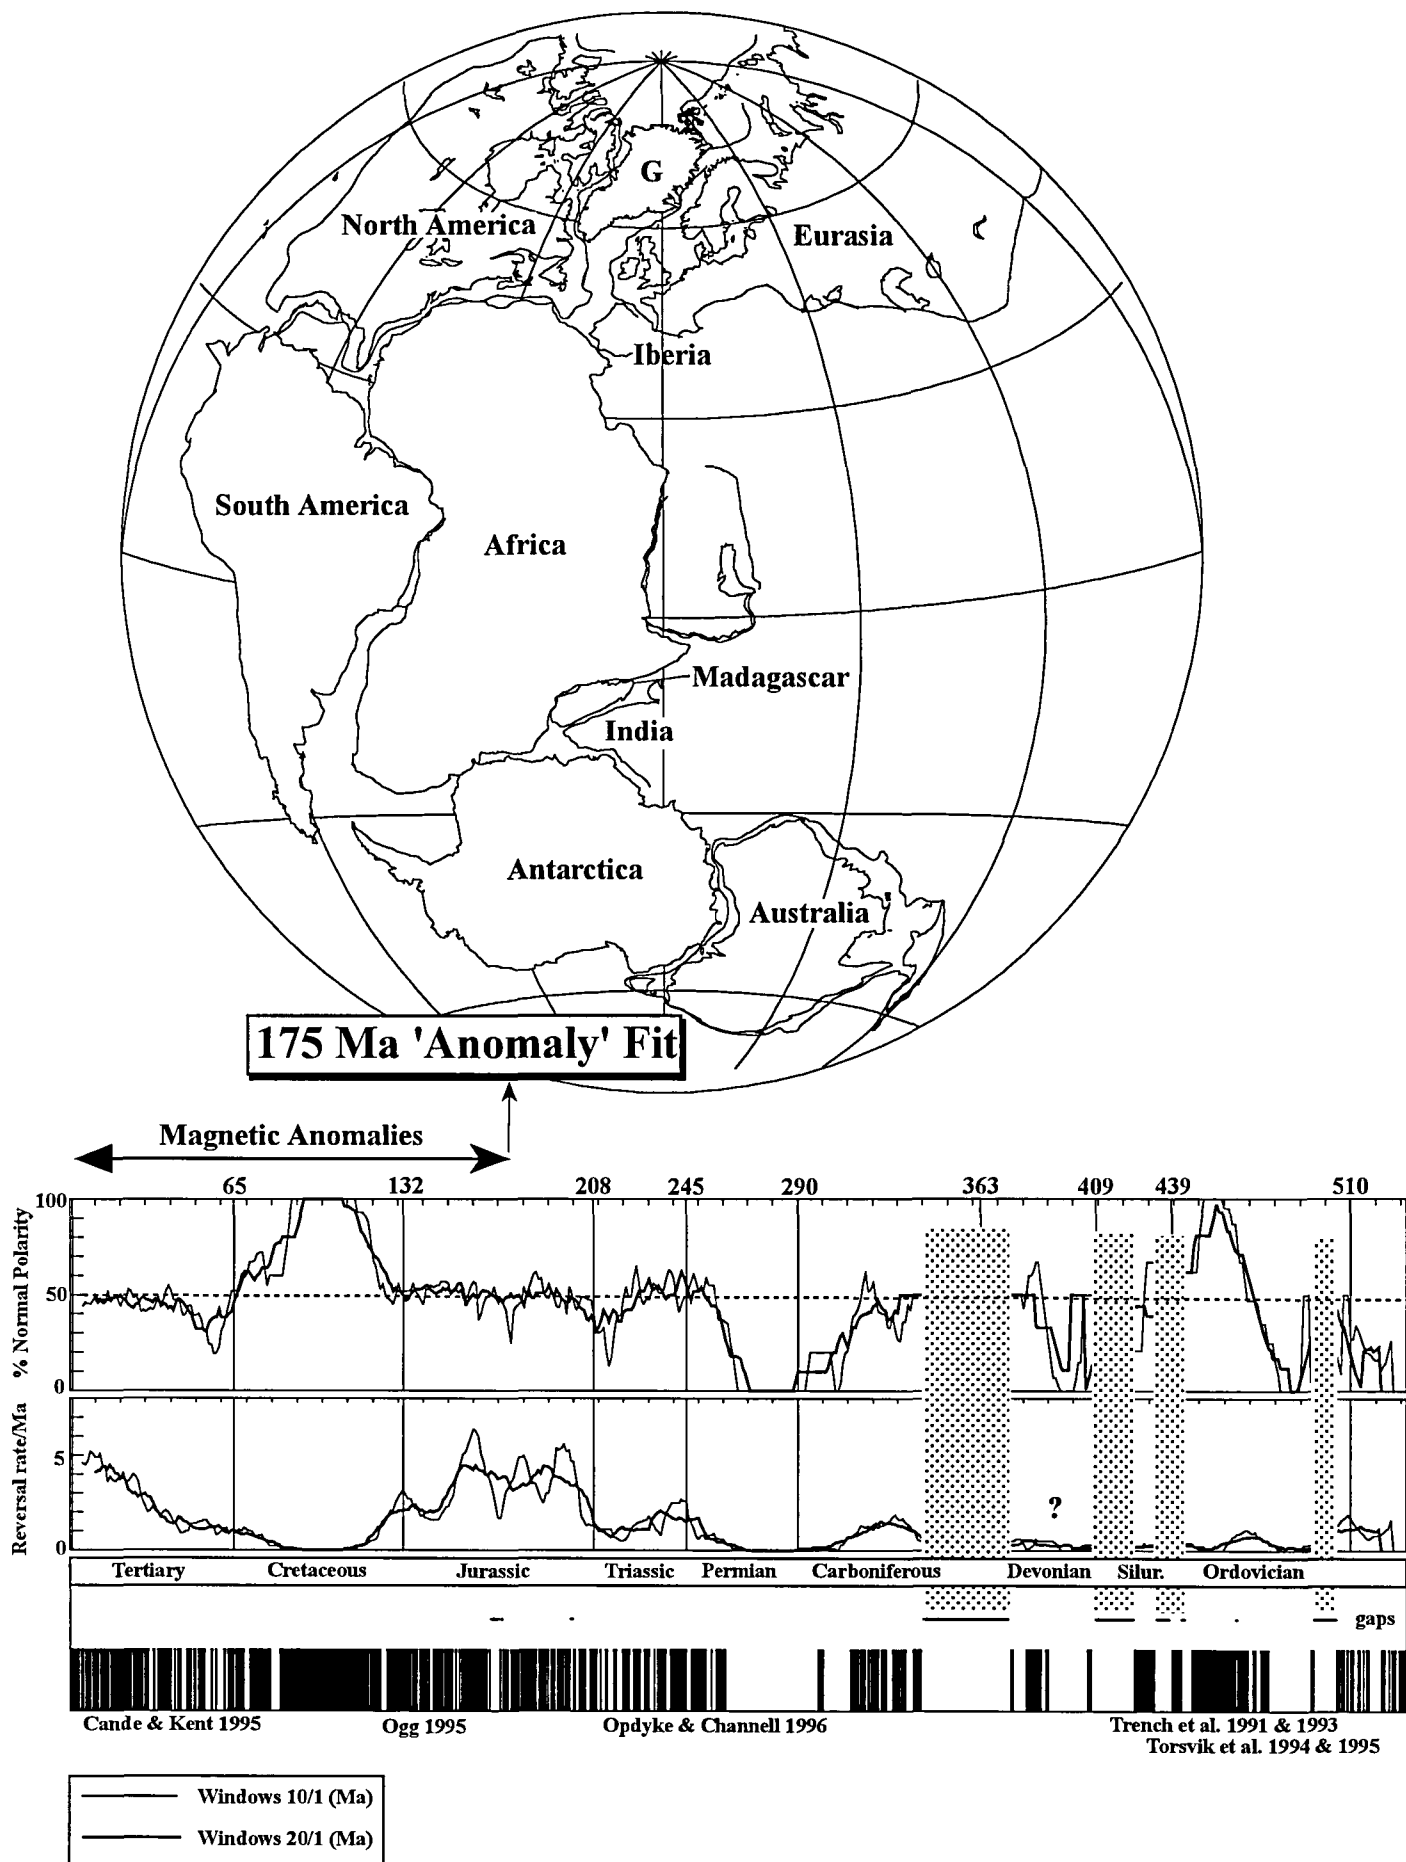 G
North America
Eurasia
Iberia
South America
Africa
Madagascar
India
Antarctica
Australia
175 Ma 'Anomaly' Fit
Magnetic Anomalies
65 132 208 245 290 363 409 439 510
% Normal Polarity
100
50
0
Reversal rate/Ma
5
0
?
Tertiary Cretaceous Jurassic Triassic Permian Carboniferous Devonian Silur. Ordovician
gaps
Cande & Kent 1995 Ogg 1995 Opdyke & Channell 1996 Trench et al. 1991 & 1993
Torsvik et al. 1994 & 1995
Windows 10/1 (Ma)
Windows 20/1 (Ma)